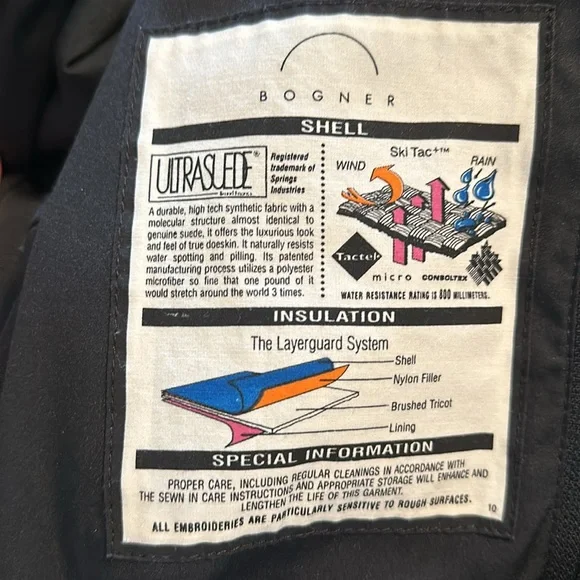 BOGNER
SHELL
ULTRASUEDE®
Registered
trademark of
Springs
Industries
A durable, high tech synthetic fabric with a
molecular structure almost identical to
genuine suede, it offers the luxurious look
and feel of true doeskin. It naturally resists
water spotting and pilling. Its patented
manufacturing process utilizes a polyester
microfiber so fine that one pound of it
would stretch around the world 3 times.
Ski Tac+™
WIND
RAIN
Tactel®
micro
CONSOLTEX
WATER RESISTANCE RATING IS 800 MILLIMETERS.
INSULATION
The Layerguard System
Shell
Nylon Filler
Brushed Tricot
Lining
SPECIAL INFORMATION
PROPER CARE, INCLUDING REGULAR CLEANINGS IN ACCORDANCE WITH
THE SEWN IN CARE INSTRUCTIONS AND APPROPRIATE STORAGE WILL ENHANCE AND
LENGTHEN THE LIFE OF THIS GARMENT.
ALL EMBROIDERIES ARE PARTICULARLY SENSITIVE TO ROUGH SURFACES.
10